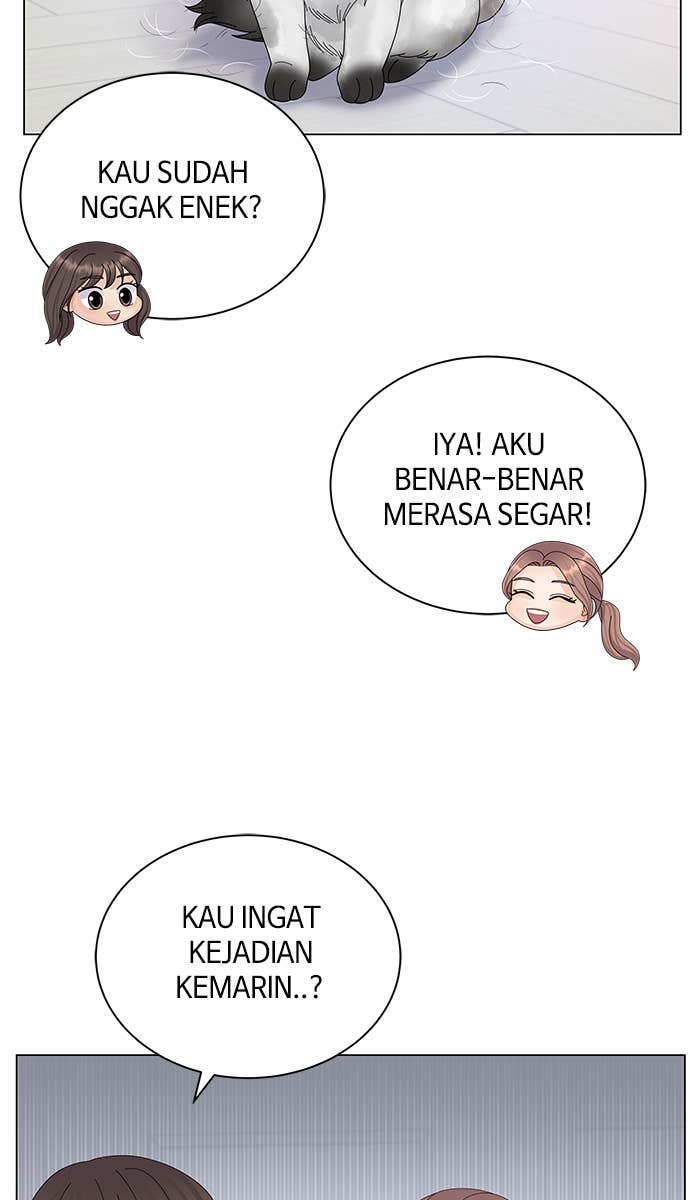 KAU SUDAH
NGGAK ENEK?
IYA! AKU
BENAR-BENAR
MERASA SEGAR!
KAU INGAT
KEJADIAN
KEMARIN..?